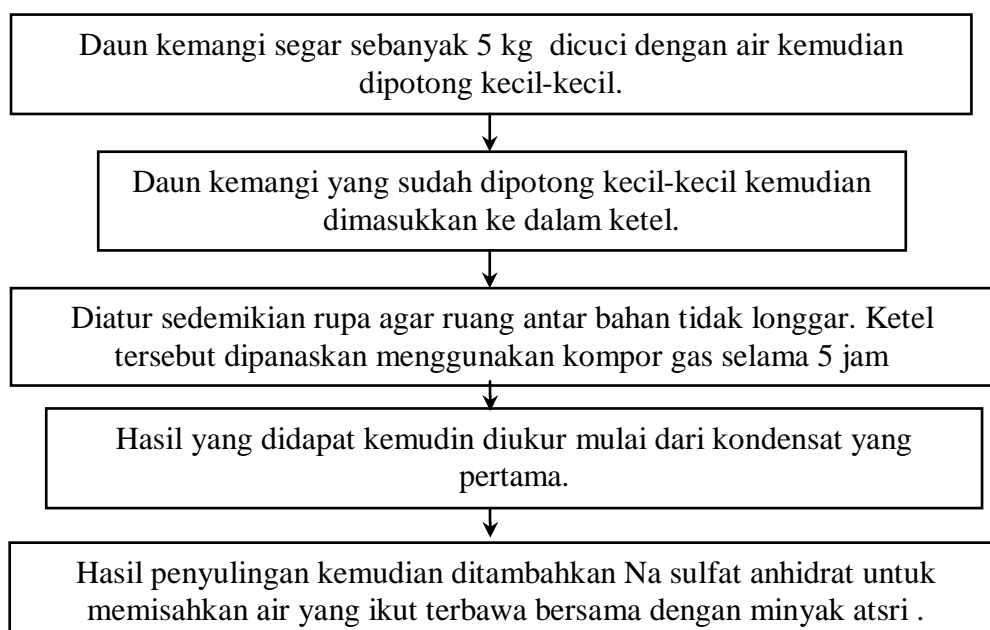 Daun kemangi segar sebanyak 5 kg dicuci dengan air kemudian
dipotong kecil-kecil.
Daun kemangi yang sudah dipotong kecil-kecil kemudian
dimasukkan ke dalam ketel.
Diatur sedemikian rupa agar ruang antar bahan tidak longgar. Ketel
tersebut dipanaskan menggunakan kompor gas selama 5 jam
Hasil yang didapat kemudin diukur mulai dari kondensat yang
pertama.
Hasil penyulingan kemudian ditambahkan Na sulfat anhidrat untuk
memisahkan air yang ikut terbawa bersama dengan minyak atsri .